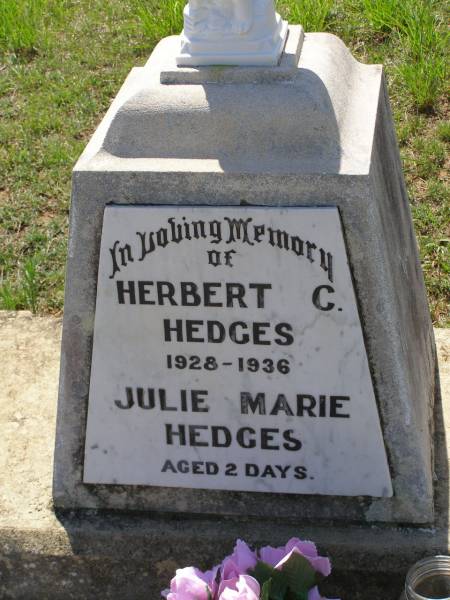 In Loving Memory
OF
HERBERT C.
HEDGES
1928-1936
JULIE MARIE
HEDGES
AGED 2 DAYS.